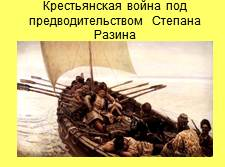 Крестьянская война под
предводительством Степана
Разина